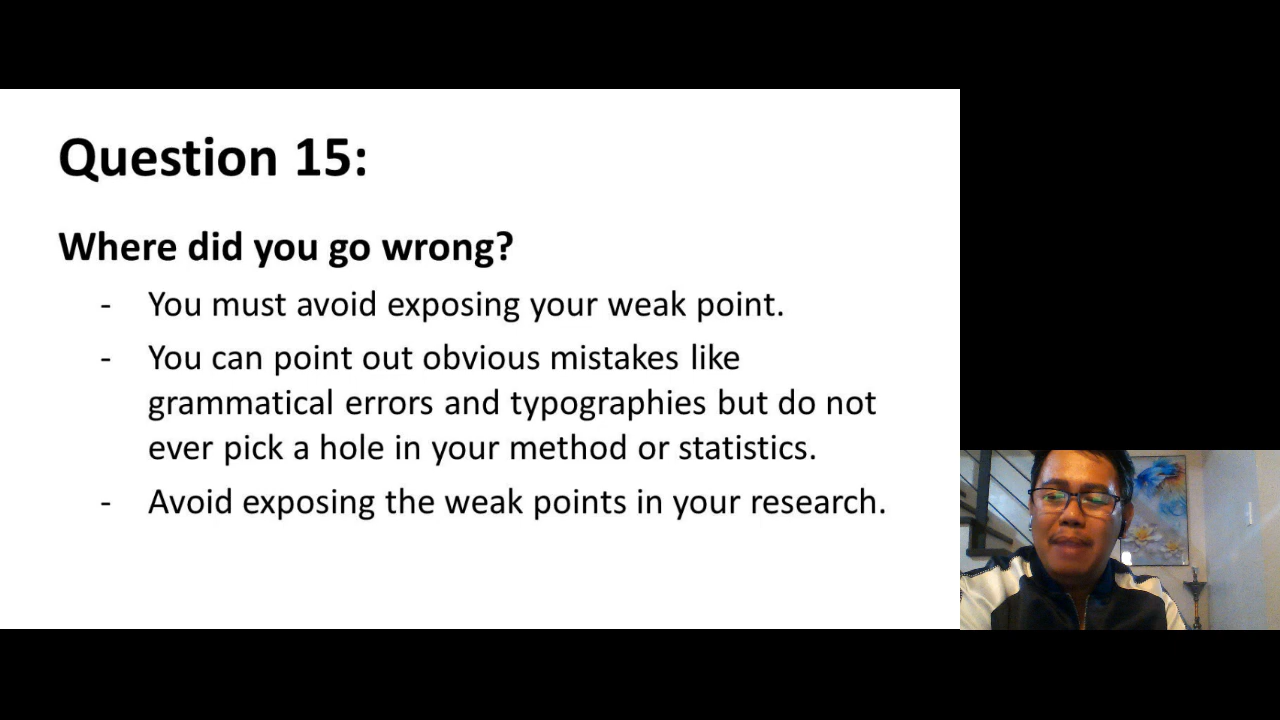 Question 15:
Where did you go wrong?
- You must avoid exposing your weak point.
- You can point out obvious mistakes like
grammatical errors and typographies but do not
ever pick a hole in your method or statistics.
- Avoid exposing the weak points in your research.